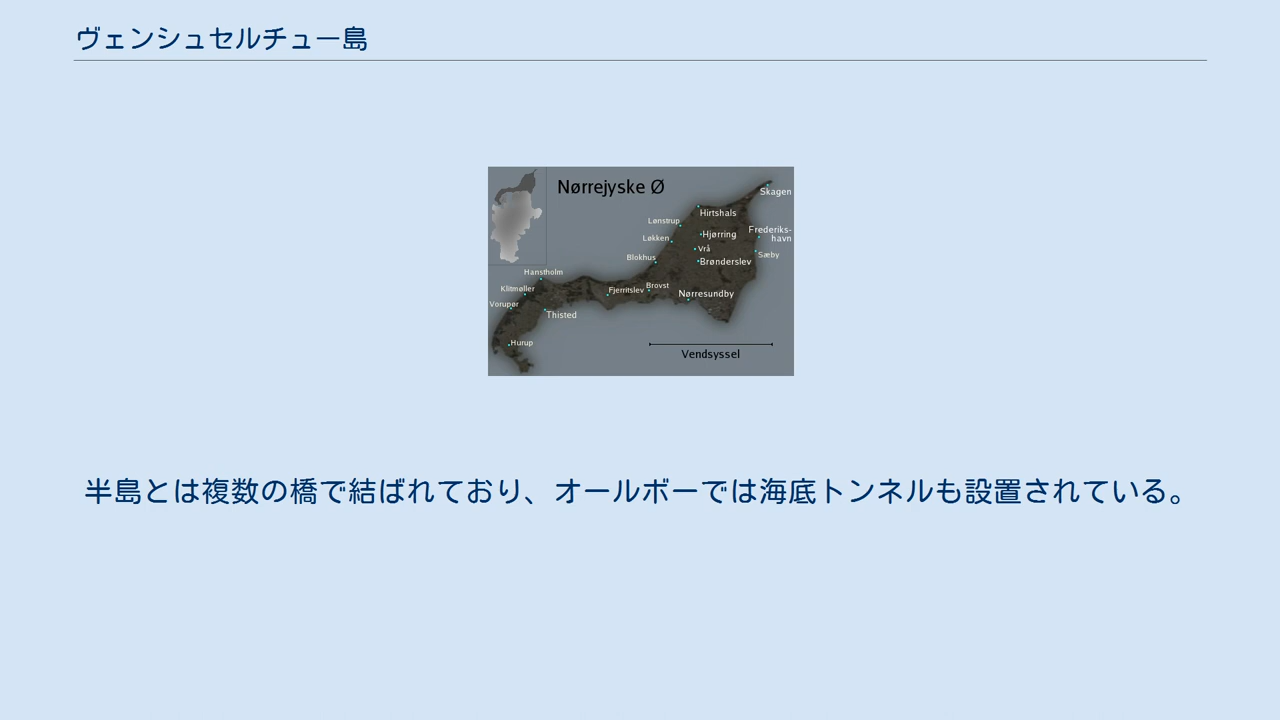 ヴェンシュセルチュー島
Nørrejyske Ø
Skagen
Hirtshals
Lønstrup
Frederiks-
havn
Hjørring
Løkken
Vrå
Sæby
Blokhus
Brønderslev
Hanstholm
Klitmøller
Fjerritslev
Brovst
Nørresundby
Vorupør
Thisted
Hurup
Vendsyssel
半島とは複数の橋で結ばれており、オールボーでは海底トンネルも設置されている。